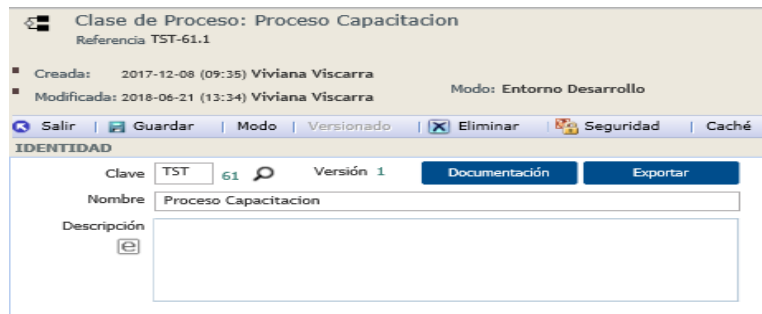 Clase de Proceso: Proceso Capacitacion
Referencia TST-61.1
Creada: 2017-12-08 (09:35) Viviana Viscarra
Modificada: 2018-06-21 (13:34) Viviana Viscarra
Modo: Entorno Desarrollo
Salir | Guardar | Modo | Versionado | Eliminar | Seguridad | Caché
IDENTIDAD
Clave TST 61 Versión 1 Documentación Exportar
Nombre Proceso Capacitacion
Descripción